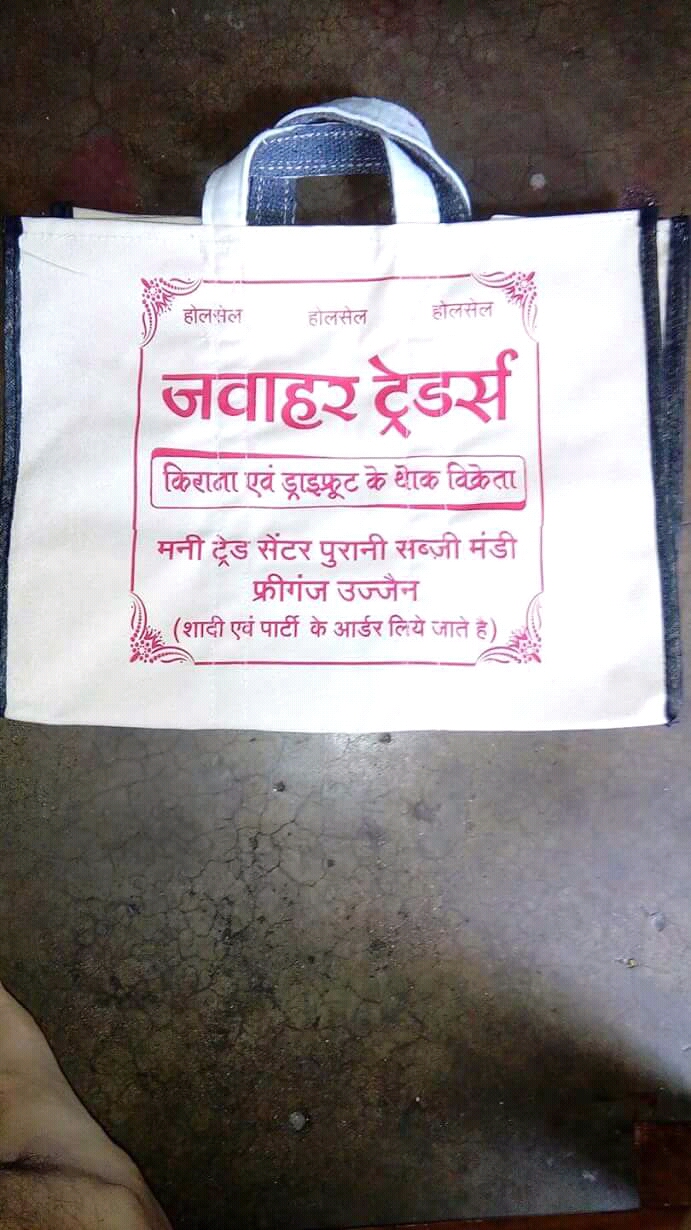 होलसेल होलसेल होलसेल
जवाहर ट्रेडर्स
किराना एवं ड्राइफ्रूट के थोक विक्रेता
मनी ट्रेड सेंटर पुरानी सब्ज़ी मंडी
फ्रीगंज उज्जैन
(शादी एवं पार्टी के आर्डर लिये जाते है)